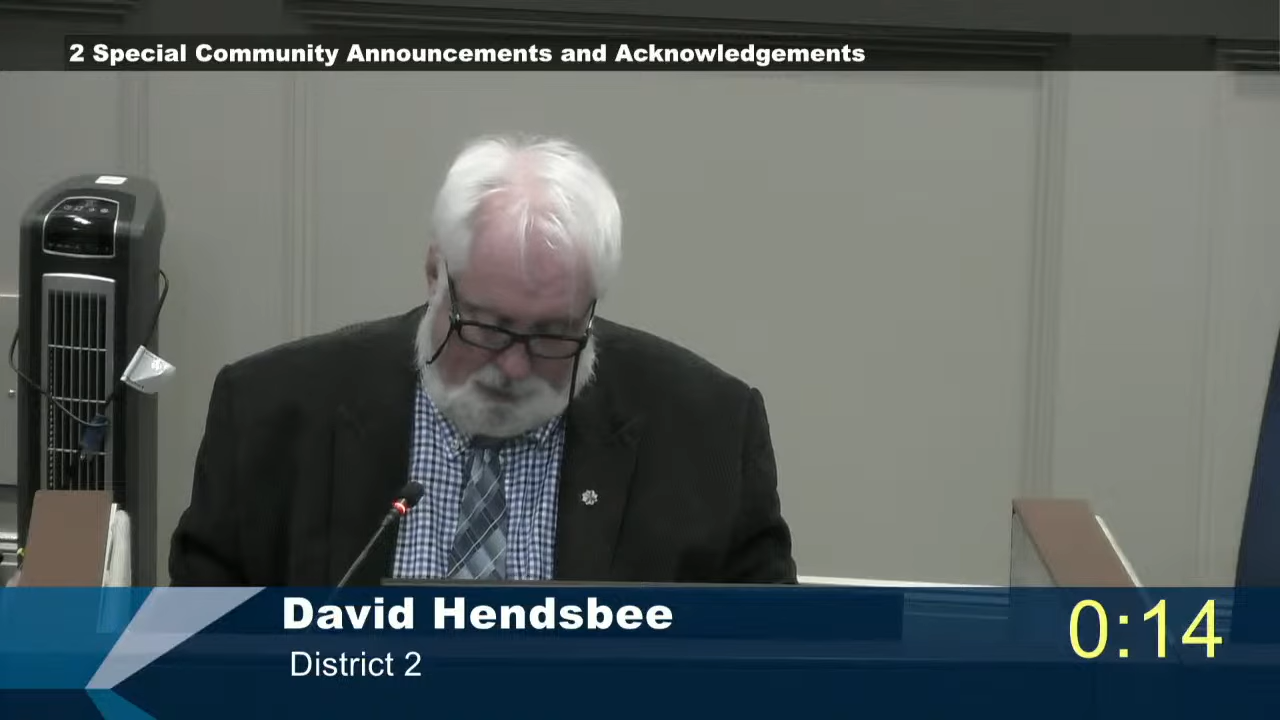 2 Special Community Announcements and Acknowledgements
David Hendsbee
District 2
0:14